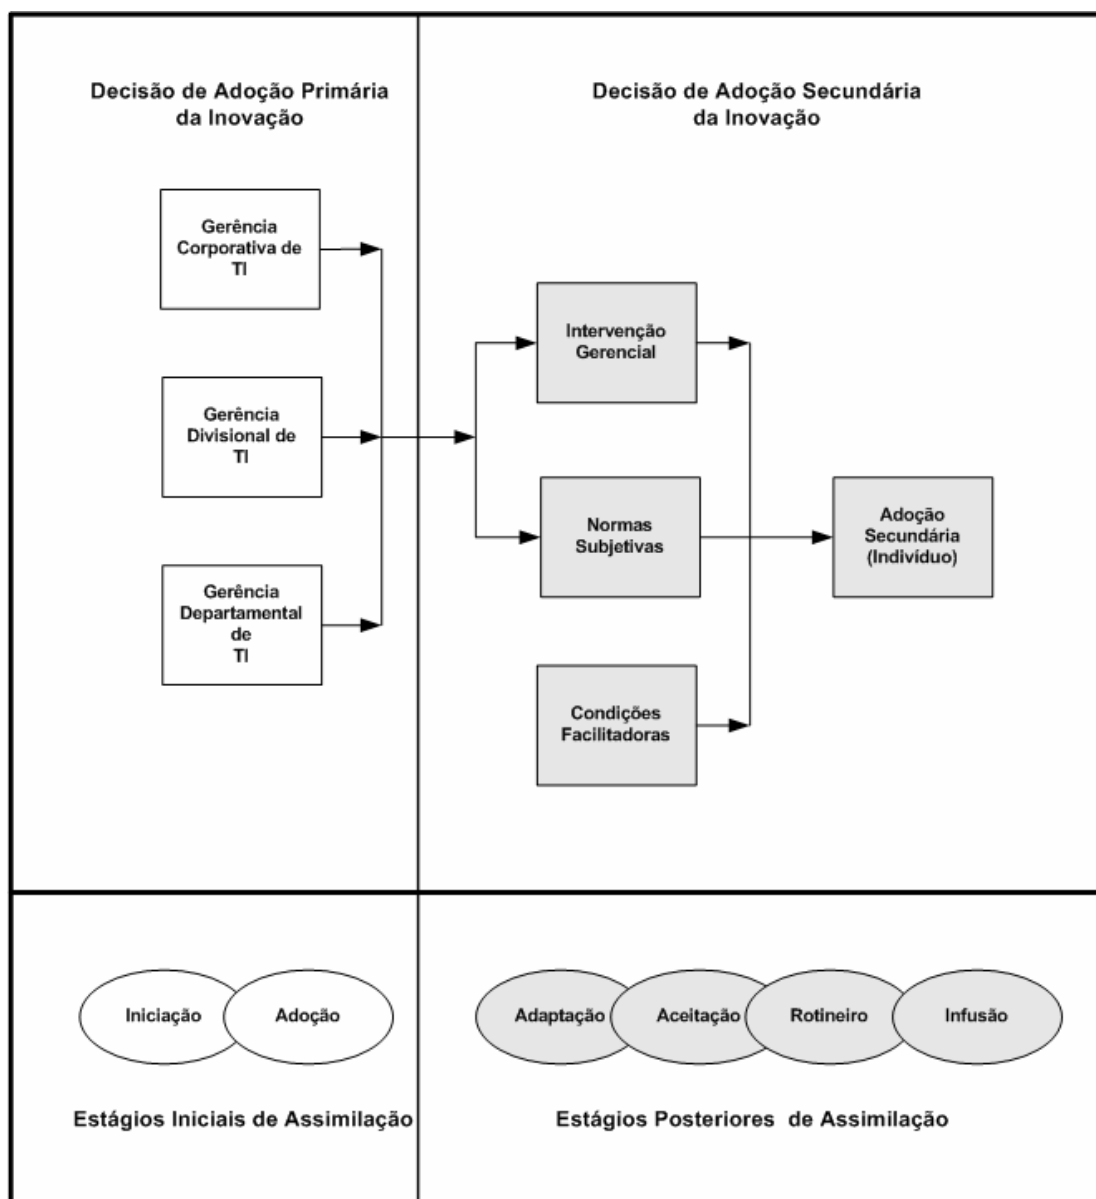 Decisão de Adoção Primária
da Inovação
Decisão de Adoção Secundária
da Inovação
Gerência
Corporativa de
TI
Gerência
Divisional de
TI
Gerência
Departamental
de
TI
Intervenção
Gerencial
Normas
Subjetivas
Condições
Facilitadoras
Adoção
Secundária
(Indivíduo)
Iniciação
Adoção
Adaptação
Aceitação
Rotineiro
Infusão
Estágios Iniciais de Assimilação
Estágios Posteriores de Assimilação